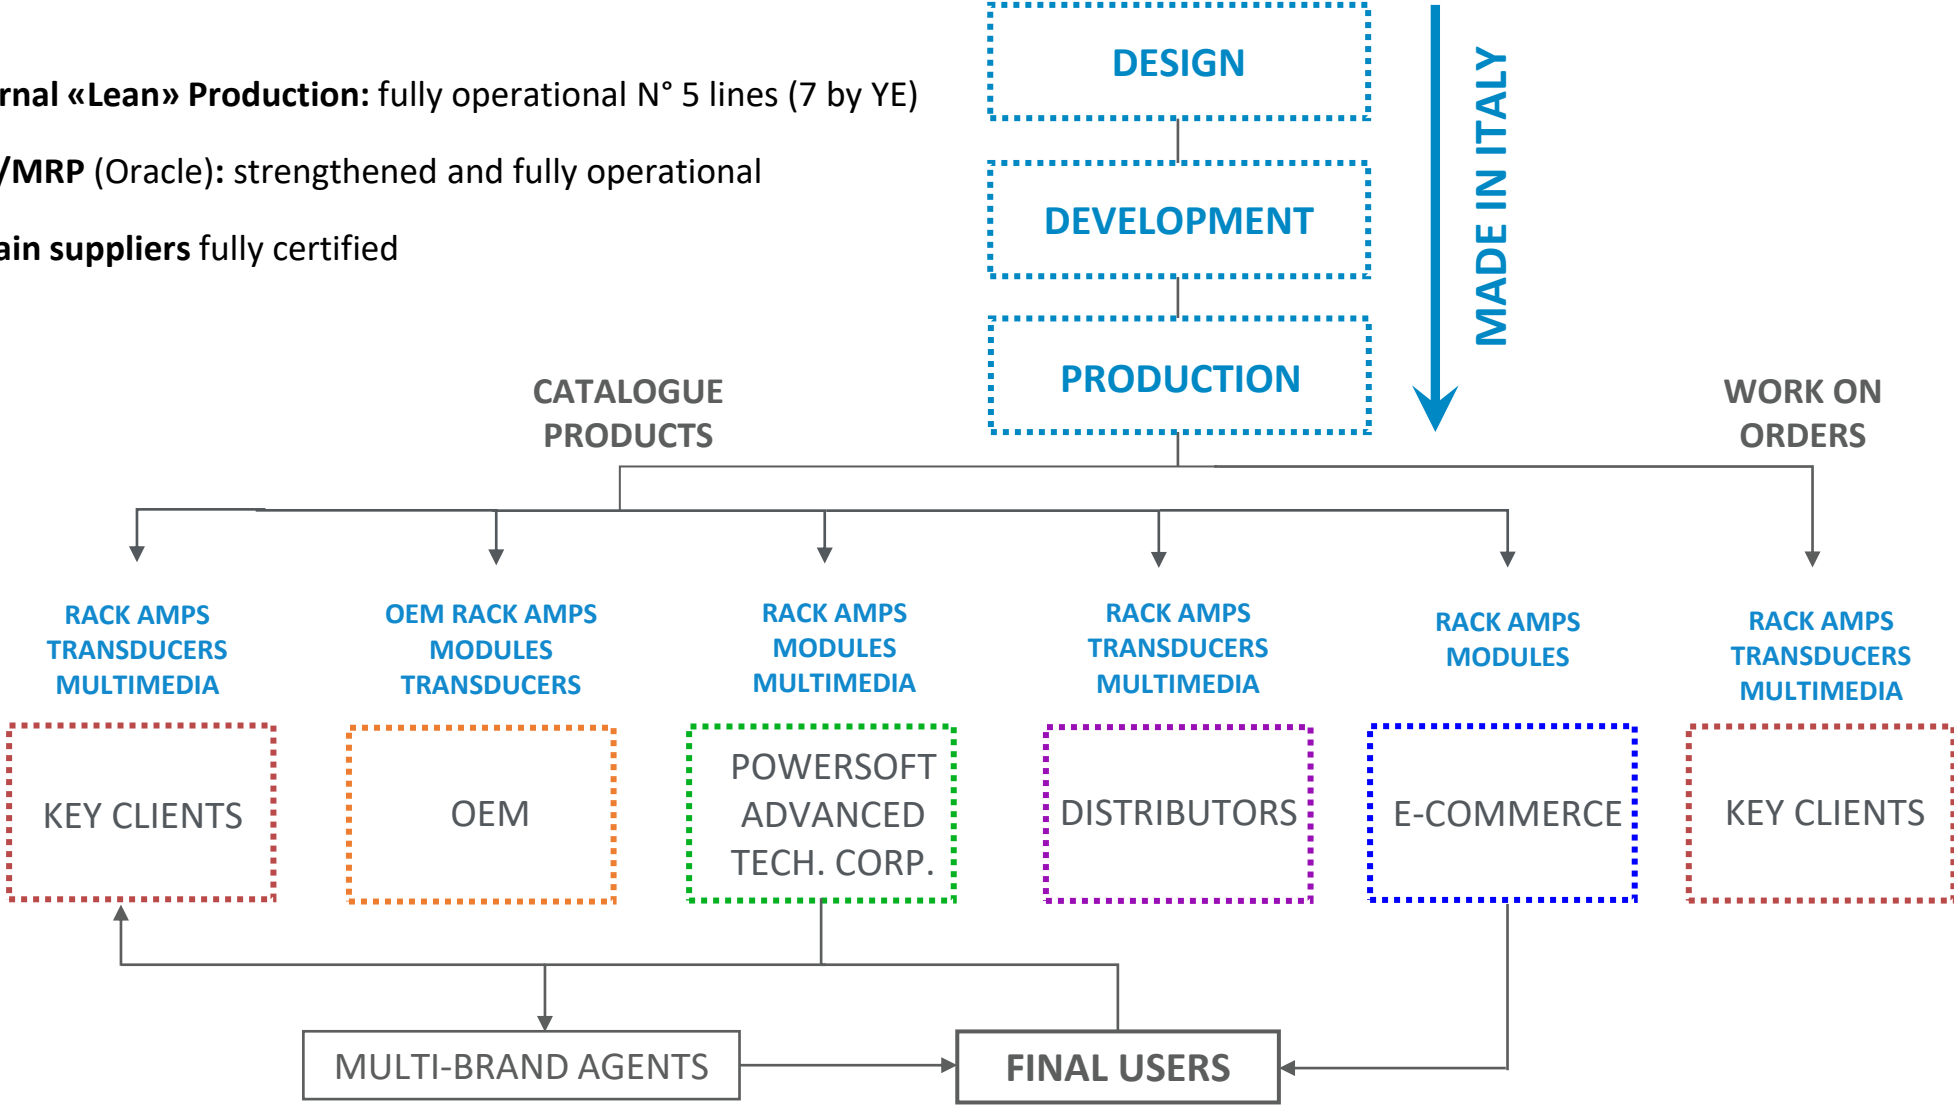 rnal «Lean» Production: fully operational N° 5 lines (7 by YE)
/MRP (Oracle): strengthened and fully operational
ain suppliers fully certified
DESIGN
DEVELOPMENT
PRODUCTION
MADE IN ITALY
CATALOGUE
PRODUCTS
WORK ON
ORDERS
RACK AMPS
TRANSDUCERS
MULTIMEDIA
OEM RACK AMPS
MODULES
TRANSDUCERS
RACK AMPS
MODULES
MULTIMEDIA
RACK AMPS
TRANSDUCERS
MULTIMEDIA
RACK AMPS
MODULES
RACK AMPS
TRANSDUCERS
MULTIMEDIA
KEY CLIENTS
OEM
POWERSOFT
ADVANCED
TECH. CORP.
DISTRIBUTORS
E-COMMERCE
KEY CLIENTS
MULTI-BRAND AGENTS
FINAL USERS